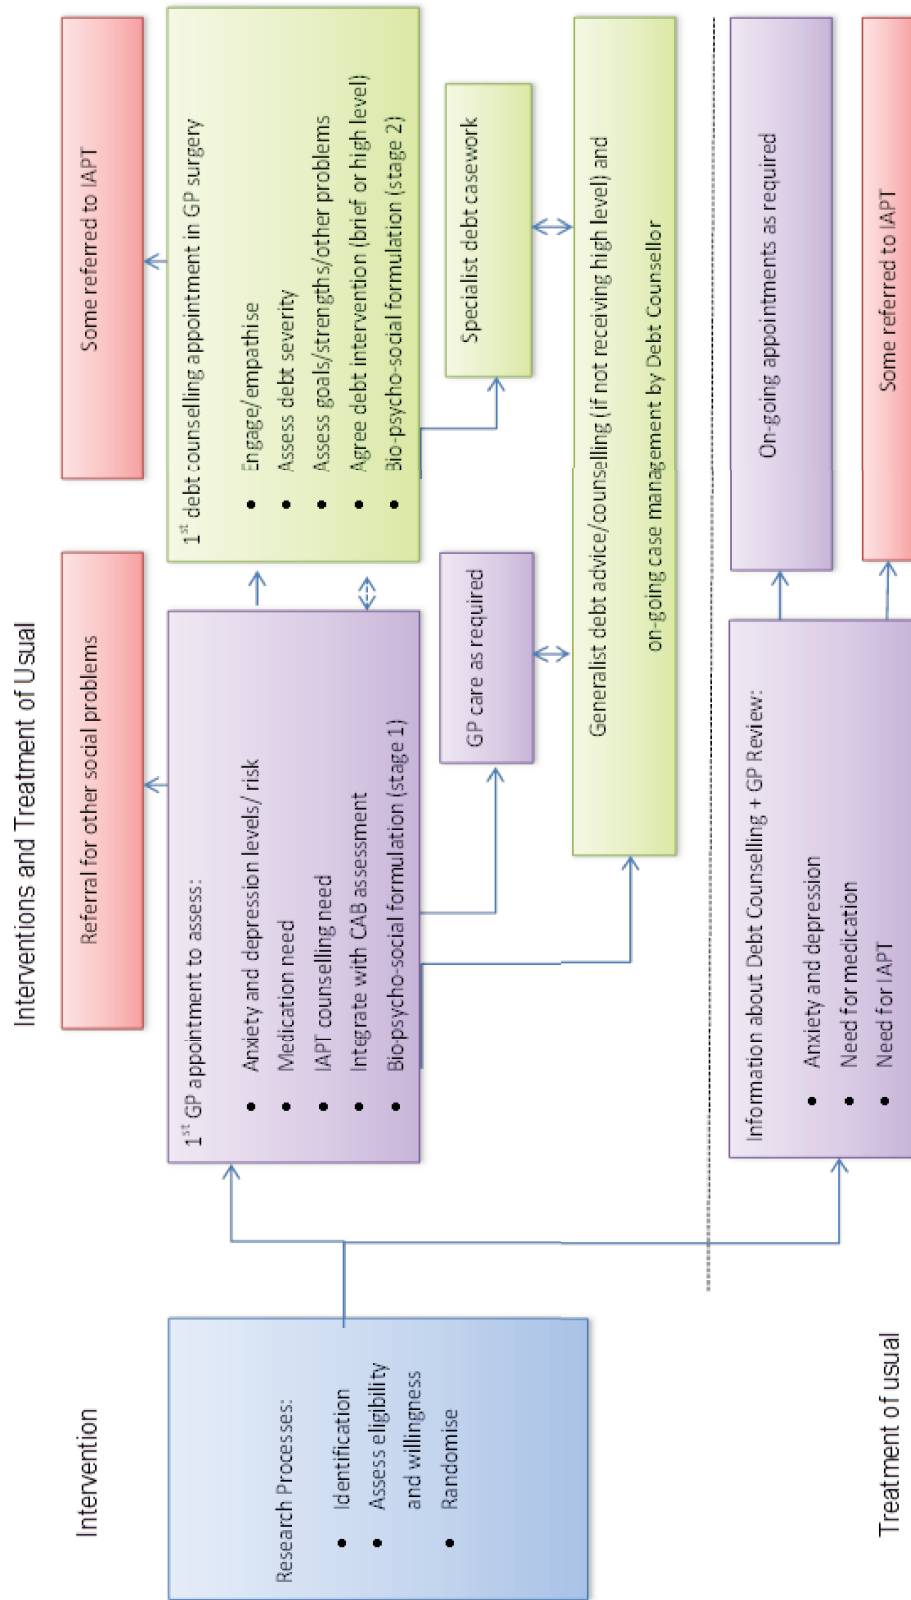 Interventions and Treatment of Usual
Intervention
Research Processes:
• Identification
• Assess eligibility
and willingness
• Randomise
Referral for other social problems
Some referred to IAPT
1st GP appointment to assess:
• Anxiety and depression levels/ risk
• Medication need
• IAPT counselling need
• Integrate with CAB assessment
• Bio-psycho-social formulation (stage 1)
1st debt counselling appointment in GP surgery
• Engage/empathise
• Assess debt severity
• Assess goals/strengths/other problems
• Agree debt intervention (brief or high level)
• Bio-psycho-social formulation (stage 2)
GP care as required
Specialist debt casework
Generalist debt advice/counselling (if not receiving high level) and
on-going case management by Debt Counsellor
Treatment of usual
Information about Debt Counselling + GP Review:
• Anxiety and depression
• Need for medication
• Need for IAPT
On-going appointments as required
Some referred to IAPT